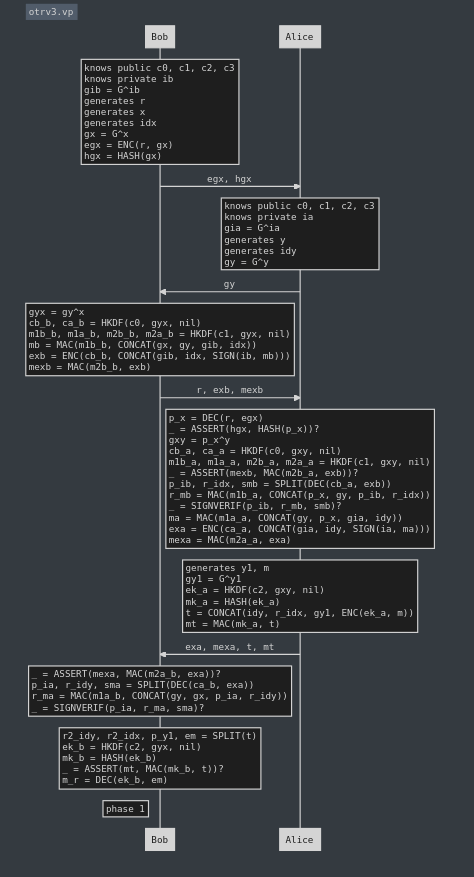 otrv3.vp
Bob
Alice
knows public c0, c1, c2, c3
knows private ib
gib = G^ib
generates r
generates x
generates idx
gx = G^x
egx = ENC(r, gx)
hgx = HASH(gx)
egx, hgx
knows public c0, c1, c2, c3
knows private ia
gia = G^ia
generates y
generates idy
gy = G^y
gy
gyx = gy^x
cb_b, ca_b = HKDF(c0, gyx, nil)
m1b_b, m1a_b, m2b_b, m2a_b = HKDF(c1, gyx, nil)
mb = MAC(m1b_b, CONCAT(gx, gy, gib, idx))
exb = ENC(cb_b, CONCAT(gib, idx, SIGN(ib, mb)))
mexb = MAC(m2b_b, exb)
r, exb, mexb
p_x = DEC(r, egx)
_ = ASSERT(hgx, HASH(p_x))?
gxy = p_x^y
cb_a, ca_a = HKDF(c0, gxy, nil)
m1b_a, m1a_a, m2b_a, m2a_a = HKDF(c1, gxy, nil)
_ = ASSERT(mexb, MAC(m2b_a, exb))?
p_ib, r_idx, smb = SPLIT(DEC(cb_a, exb))
r_mb = MAC(m1b_a, CONCAT(p_x, gy, p_ib, r_idx))
_ = SIGNVERIF(p_ib, r_mb, smb)?
ma = MAC(m1a_a, CONCAT(gy, p_x, gia, idy))
exa = ENC(ca_a, CONCAT(gia, idy, SIGN(ia, ma)))
mexa = MAC(m2a_a, exa)
generates y1, m
gy1 = G^y1
ek_a = HKDF(c2, gxy, nil)
mk_a = HASH(ek_a)
t = CONCAT(idy, r_idx, gy1, ENC(ek_a, m))
mt = MAC(mk_a, t)
exa, mexa, t, mt
_ = ASSERT(mexa, MAC(m2a_b, exa))?
p_ia, r_idy, sma = SPLIT(DEC(ca_b, exa))
r_ma = MAC(m1a_b, CONCAT(gy, gx, p_ia, r_idy))
_ = SIGNVERIF(p_ia, r_ma, sma)?
r2_idy, r2_idx, p_y1, em = SPLIT(t)
ek_b = HKDF(c2, gyx, nil)
mk_b = HASH(ek_b)
_ = ASSERT(mt, MAC(mk_b, t))?
m_r = DEC(ek_b, em)
phase 1
Bob
Alice